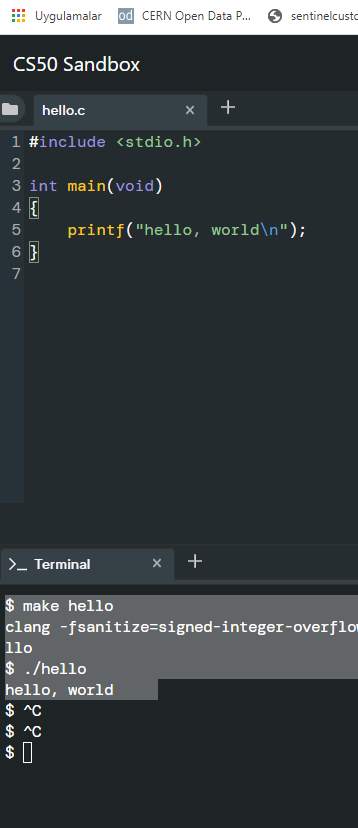 Uygulamalar od CERN Open Data P... sentinelcusto
CS50 Sandbox
hello.c × +
1 #include <stdio.h>
2
3 int main(void)
4 {
5 printf("hello, world\n");
6 }
7
>_ Terminal × +
$ make hello
clang -fsanitize=signed-integer-overflow
llo
$ ./hello
hello, world
$ ^C
$ ^C
$